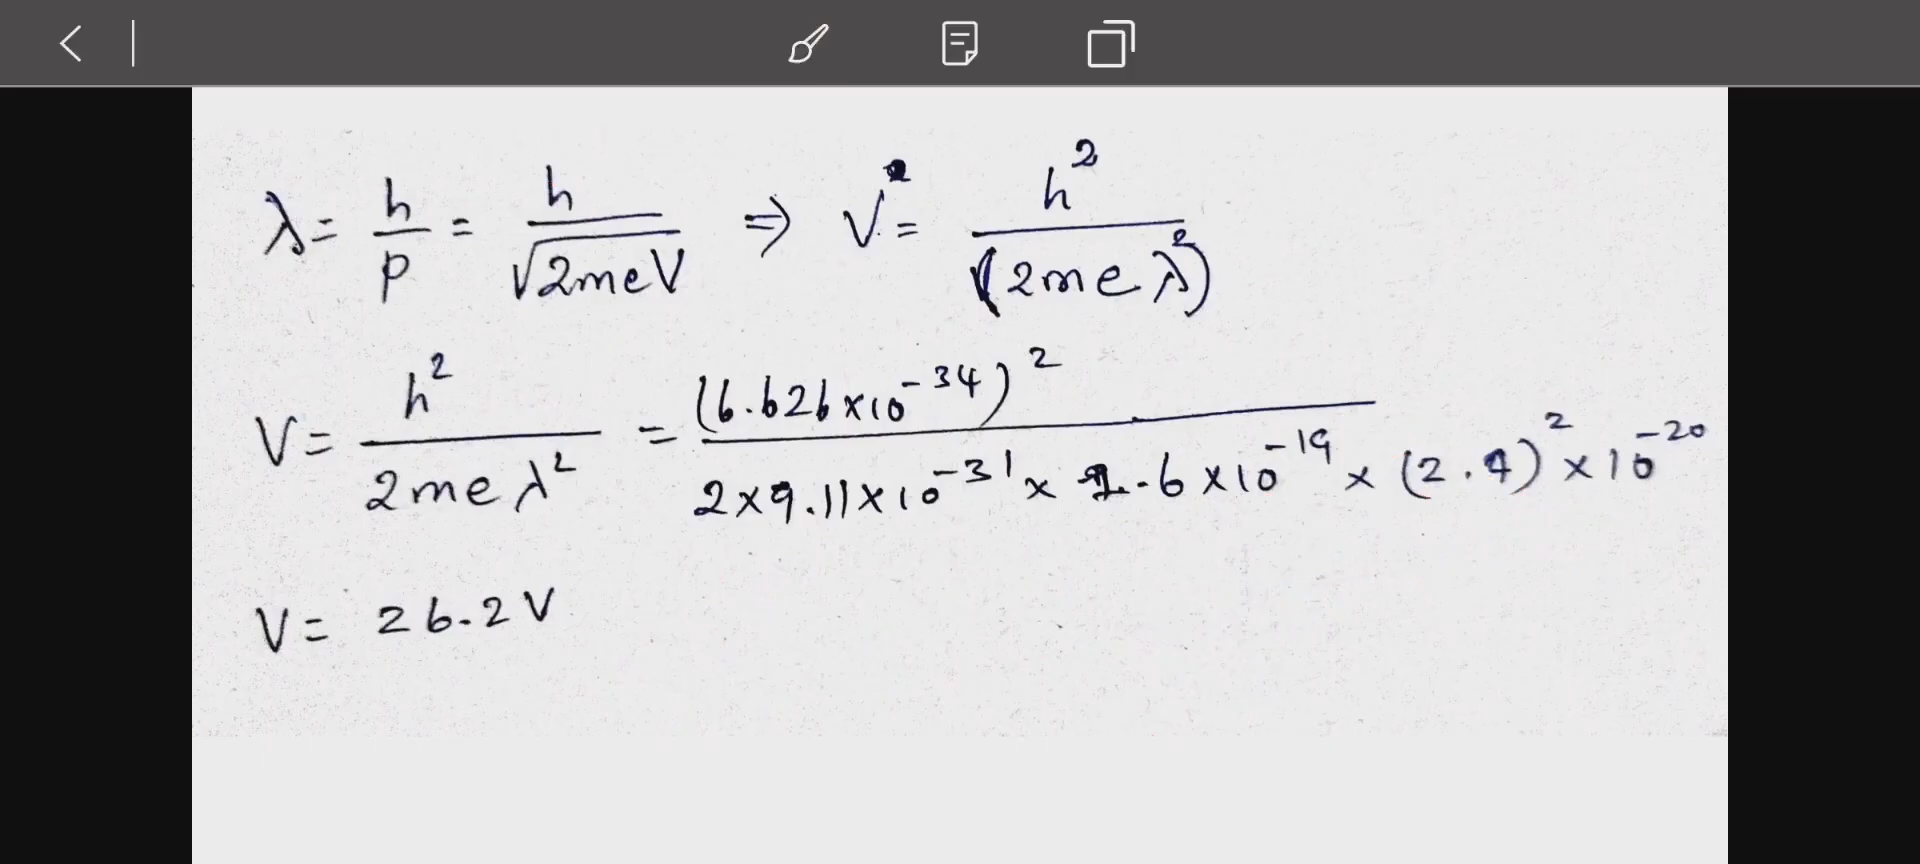 λ = h/p = h/√2meV ⇒ V = h²/(2meλ²)
V = h²/2meλ² = (6.626×10⁻³⁴)²/2×9.11×10⁻³¹ × 1.6×10⁻¹⁹ × (2.4)² × 10⁻²⁰
V = 26.2 V